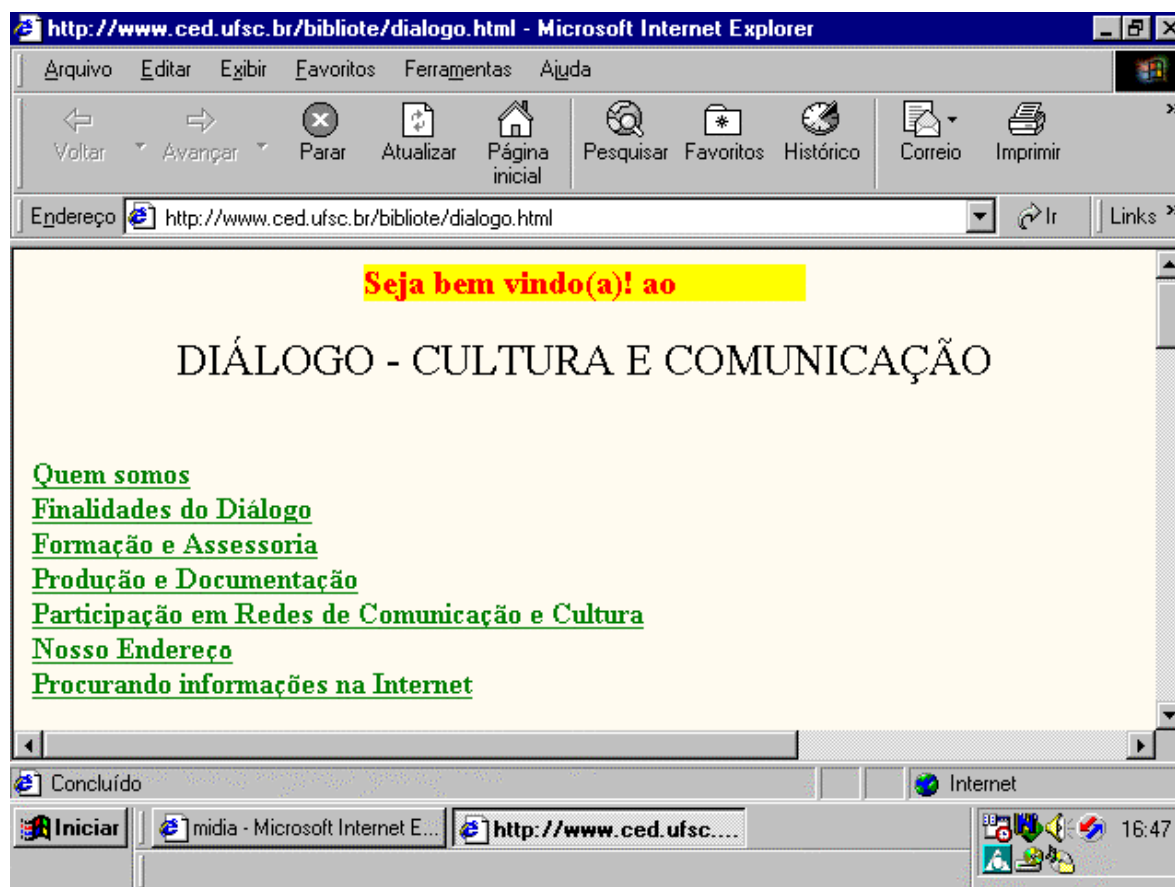 http://www.ced.ufsc.br/bibliote/dialogo.html - Microsoft Internet Explorer
Arquivo Editar Exibir Favoritos Ferramentas Ajuda
Voltar Avançar Parar Atualizar Página inicial Pesquisar Favoritos Histórico Correio Imprimir
Endereço http://www.ced.ufsc.br/bibliote/dialogo.html Ir Links
Seja bem vindo(a)! ao
DIÁLOGO - CULTURA E COMUNICAÇÃO
Quem somos
Finalidades do Diálogo
Formação e Assessoria
Produção e Documentação
Participação em Redes de Comunicação e Cultura
Nosso Endereço
Procurando informações na Internet
Concluído Internet
Iniciar midia - Microsoft Internet E... http://www.ced.ufsc.... 16:47